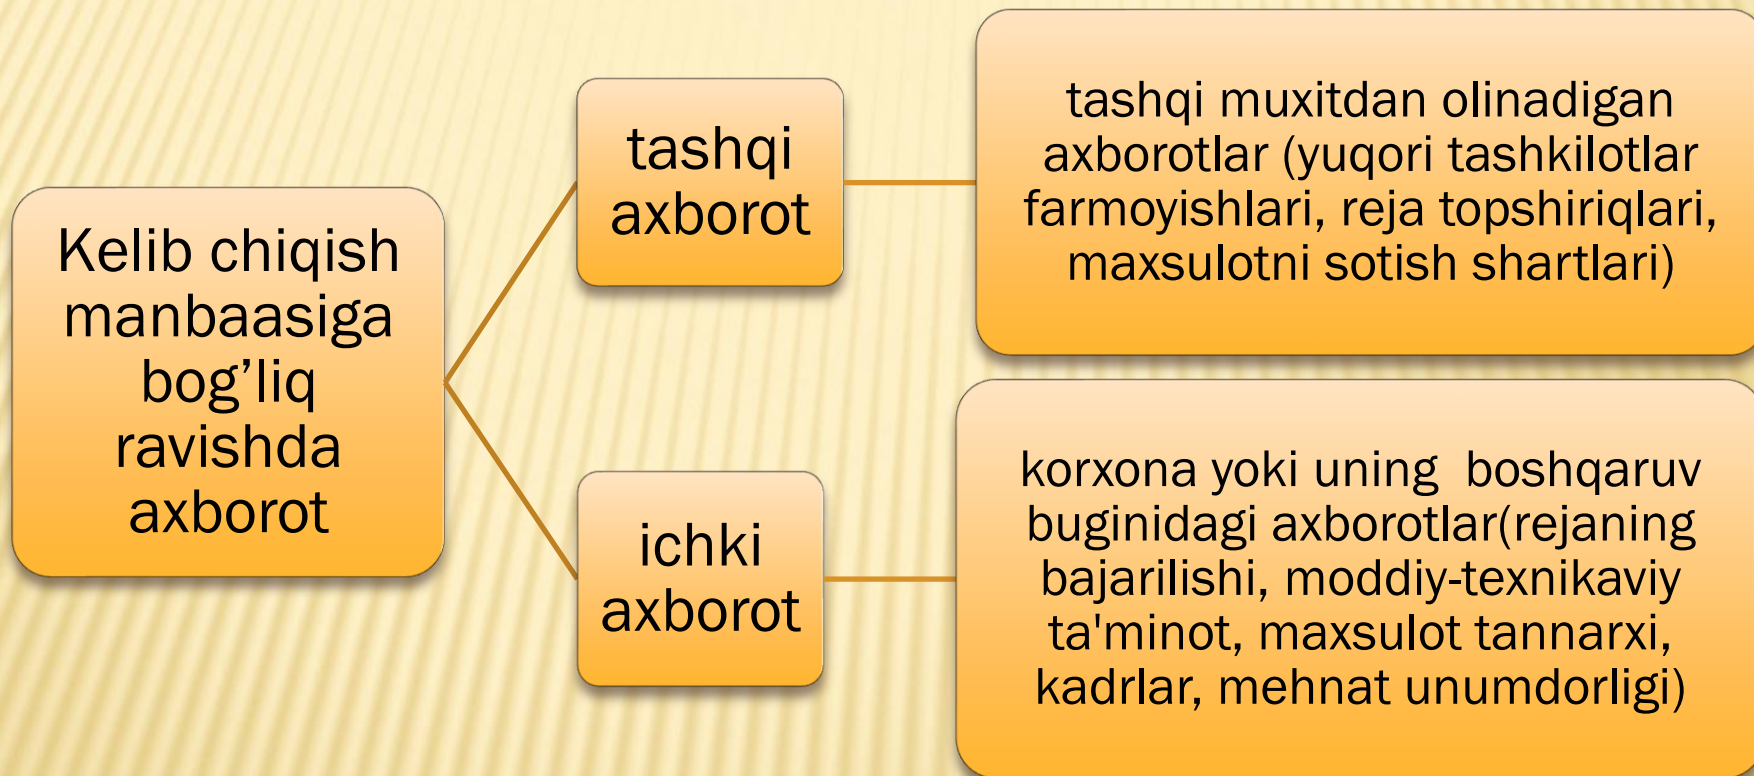 Kelib chiqish
manbaasiga
bog’liq
ravishda
axborot
tashqi
axborot
tashqi muxitdan olinadigan
axborotlar (yuqori tashkilotlar
farmoyishlari, reja topshiriqlari,
maxsulotni sotish shartlari)
ichki
axborot
korxona yoki uning  boshqaruv
buginidagi axborotlar(rejaning
bajarilishi, moddiy-texnikaviy
ta'minot, maxsulot tannarxi,
kadrlar, mehnat unumdorligi)